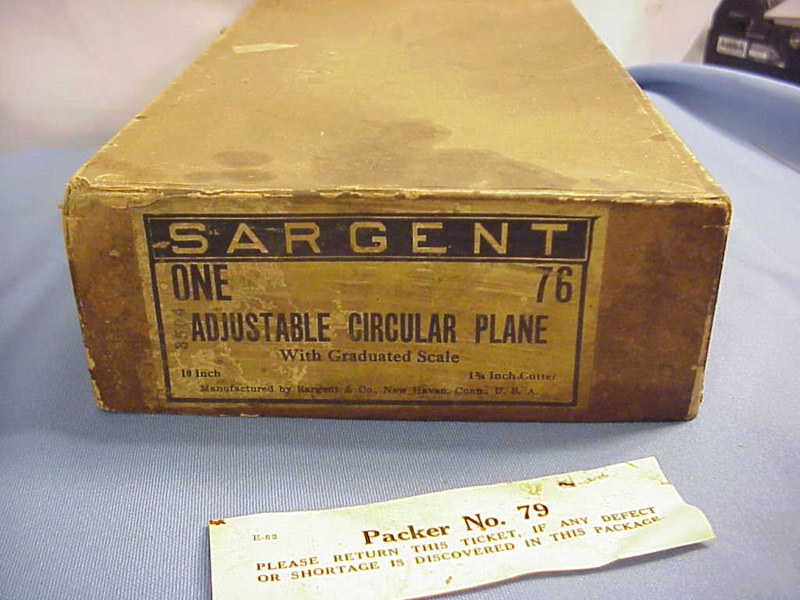 SARGENT
ONE 76
ADJUSTABLE CIRCULAR PLANE
With Graduated Scale
10 Inch 1¾ Inch Cutter
Manufactured by Sargent & Co., New Haven, Conn., U. S. A.
Packer No. 79
PLEASE RETURN THIS TICKET, IF ANY DEFECT
OR SHORTAGE IS DISCOVERED IN THIS PACKAGE